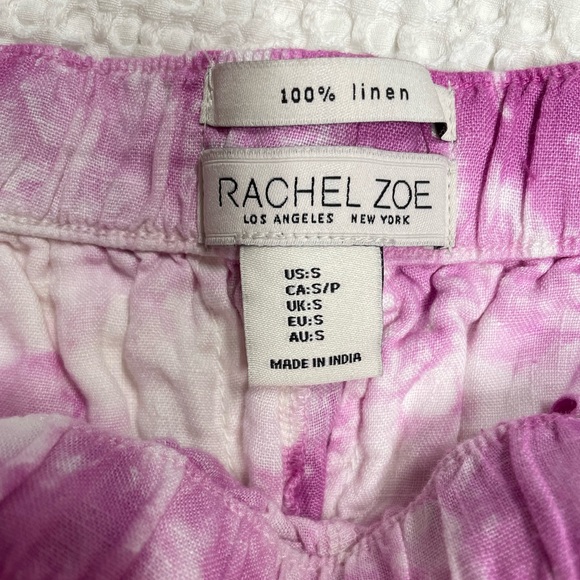 100% linen
RACHEL ZOE
LOS ANGELES NEW YORK
US:S
CA:S/P
UK:S
EU:S
AU:S
MADE IN INDIA